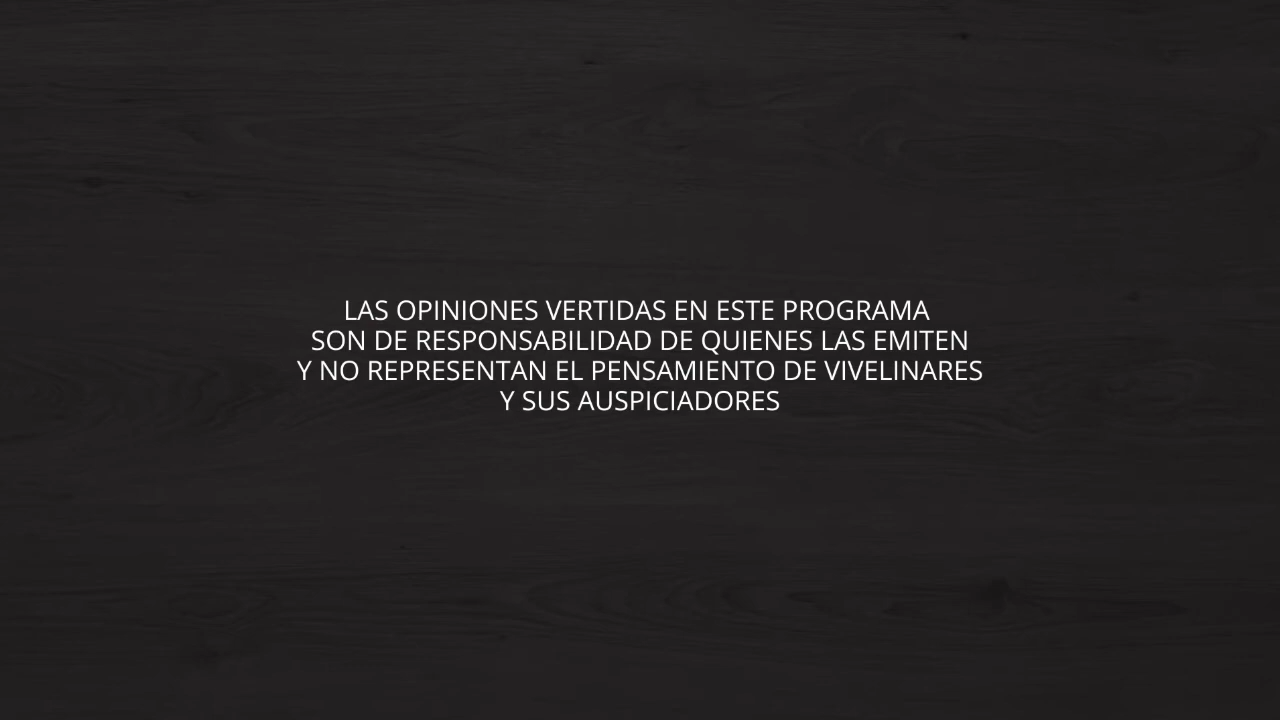 LAS OPINIONES VERTIDAS EN ESTE PROGRAMA
SON DE RESPONSABILIDAD DE QUIENES LAS EMITEN
Y NO REPRESENTAN EL PENSAMIENTO DE VIVELINARES
Y SUS AUSPICIADORES